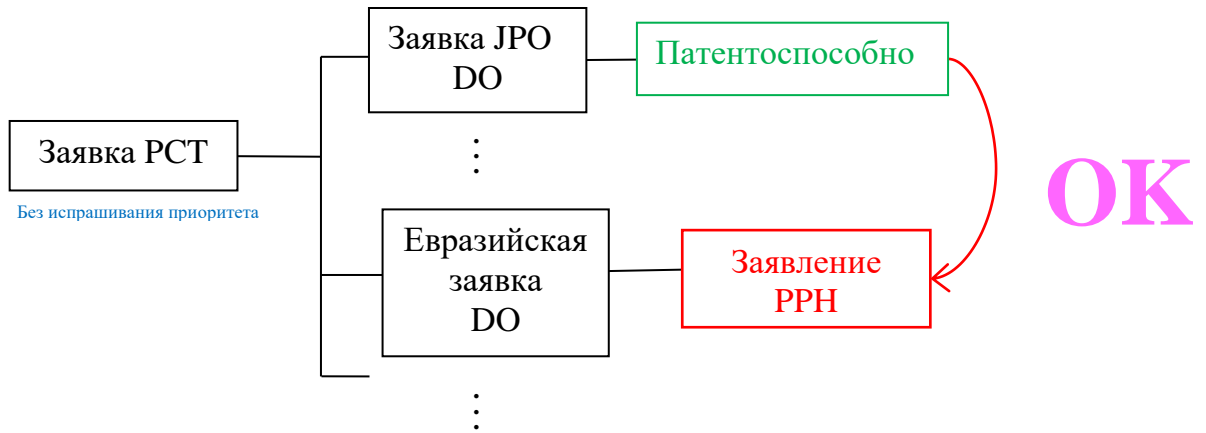 Заявка JPO
DO
Патентоспособно
Заявка PCT
Без испрашивания приоритета
OK
Евразийская
заявка
DO
Заявление
PPH